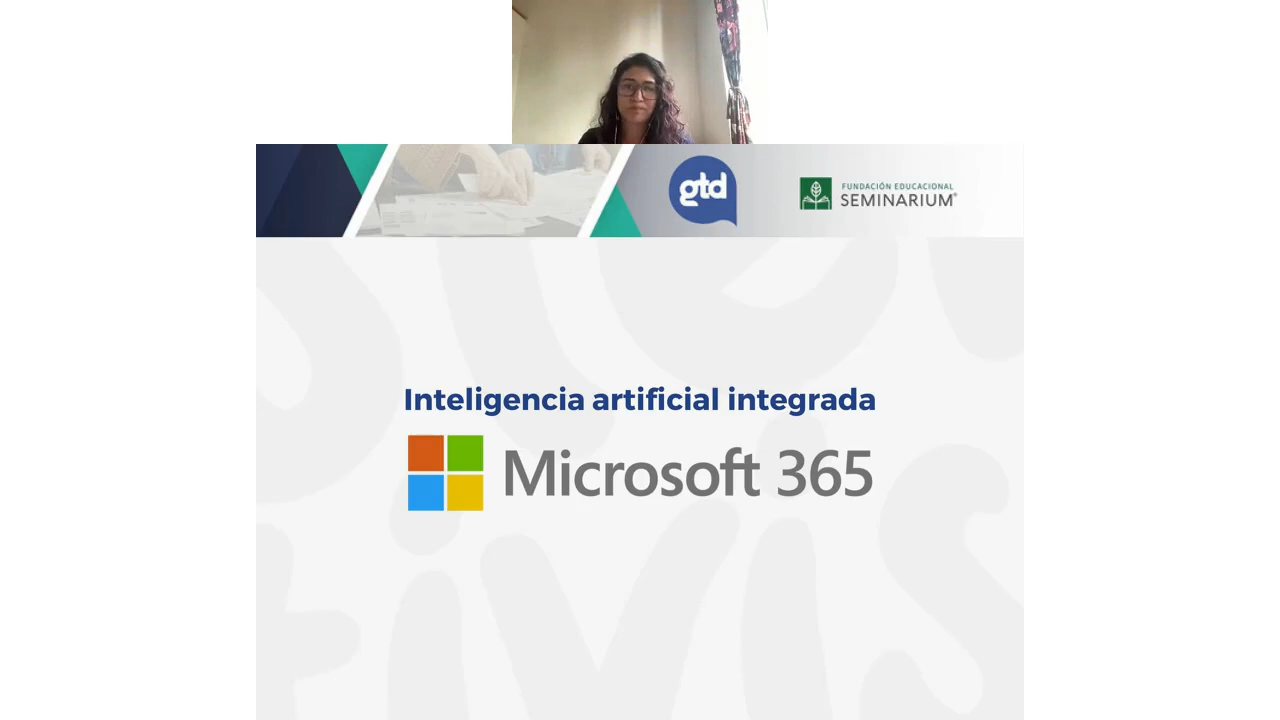 gtd
FUNDACIÓN EDUCACIONAL
SEMINARIUM®
Inteligencia artificial integrada
Microsoft 365